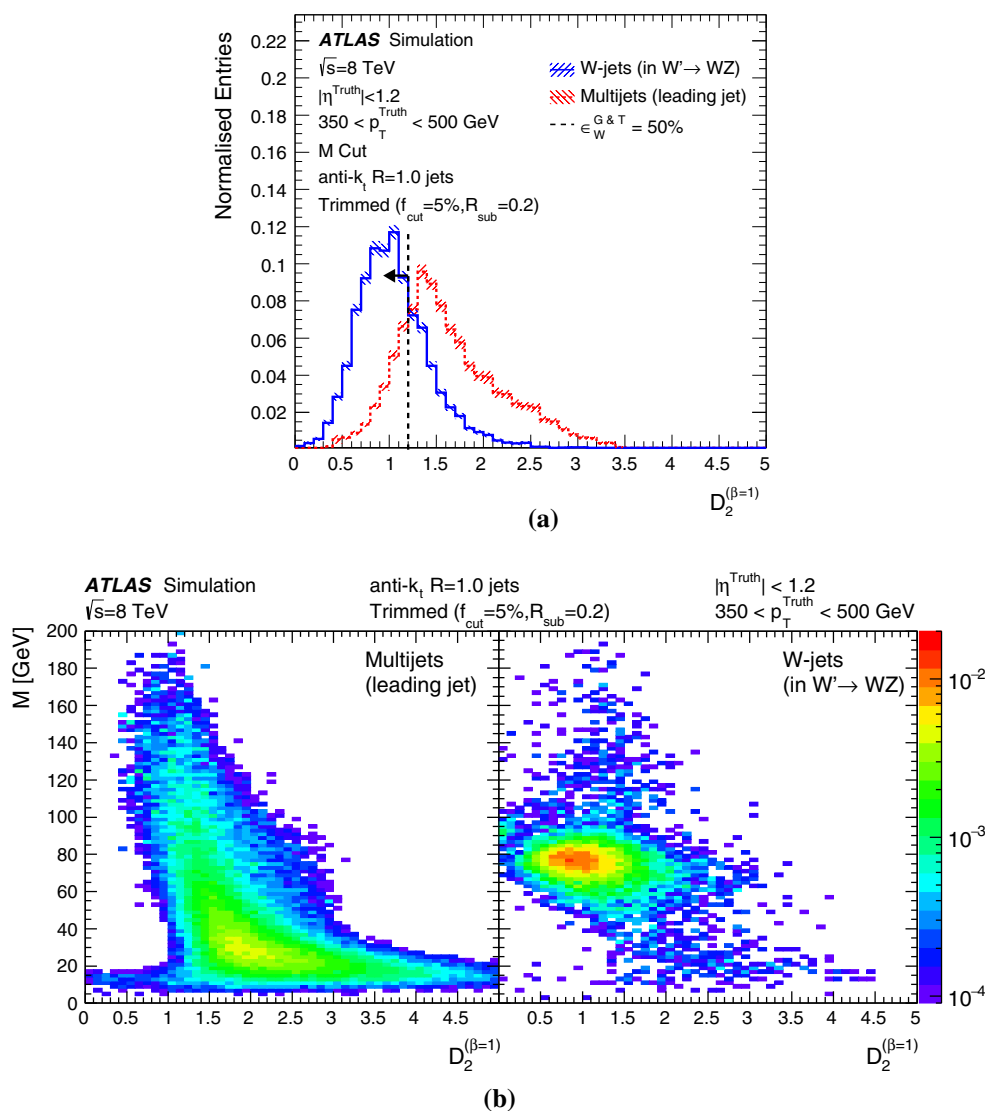 ATLAS Simulation
√s=8 TeV
|η^Truth|<1.2
350 < p_T^Truth < 500 GeV
M Cut
anti-k_t R=1.0 jets
Trimmed (f_cut=5%,R_sub=0.2)
W-jets (in W'→ WZ)
Multijets (leading jet)
ϵ_W^G & T = 50%
Normalised Entries
0.22
0.2
0.18
0.16
0.14
0.12
0.1
0.08
0.06
0.04
0.02
0 0.5 1 1.5 2 2.5 3 3.5 4 4.5 5
D_2^(β=1)
(a)
ATLAS Simulation
√s=8 TeV
anti-k_t R=1.0 jets
Trimmed (f_cut=5%,R_sub=0.2)
|η^Truth| < 1.2
350 < p_T^Truth < 500 GeV
M [GeV]
200
180
160
140
120
100
80
60
40
20
0
Multijets
(leading jet)
W-jets
(in W'→ WZ)
10^-2
10^-3
10^-4
0 0.5 1 1.5 2 2.5 3 3.5 4 4.5
0.5 1 1.5 2 2.5 3 3.5 4 4.5 5
D_2^(β=1)
D_2^(β=1)
(b)